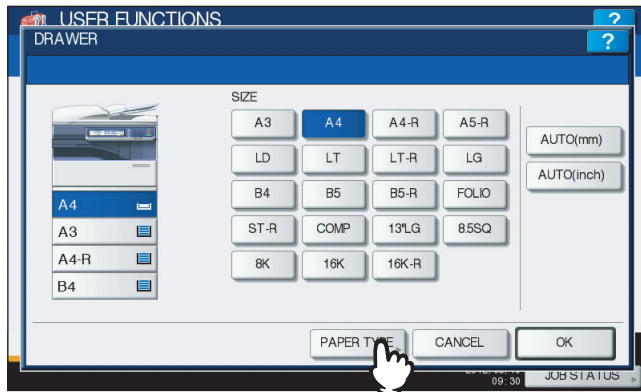 USER FUNCTIONS
?
DRAWER
?
SIZE
A3 A4 A4-R A5-R
LD LT LT-R LG
B4 B5 B5-R FOLIO
ST-R COMP 13"LG 8.5SQ
8K 16K 16K-R
AUTO(mm)
AUTO(inch)
A4
A3
A4-R
B4
PAPER CANCEL OK
09:30 JOB STATUS